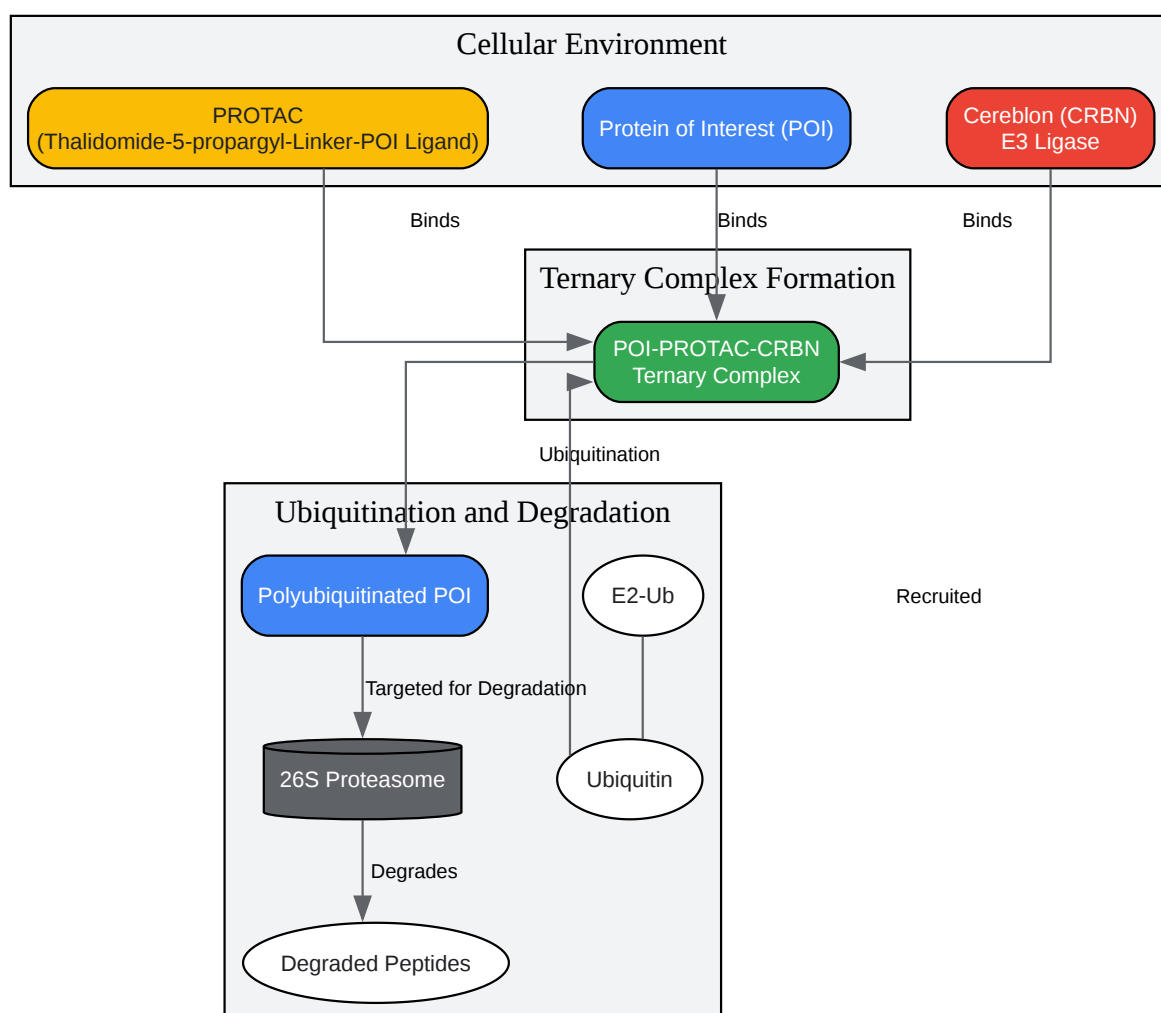 Cellular Environment
PROTAC
(Thalidomide-5-propargyl-Linker-POI Ligand)
Protein of Interest (POI)
Cereblon (CRBN)
E3 Ligase
Binds
Binds
Binds
Ternary Complex Formation
POI-PROTAC-CRBN
Ternary Complex
Ubiquitination
Ubiquitination and Degradation
Polyubiquitinated POI
E2-Ub
Recruited
Targeted for Degradation
26S Proteasome
Ubiquitin
Degrades
Degraded Peptides